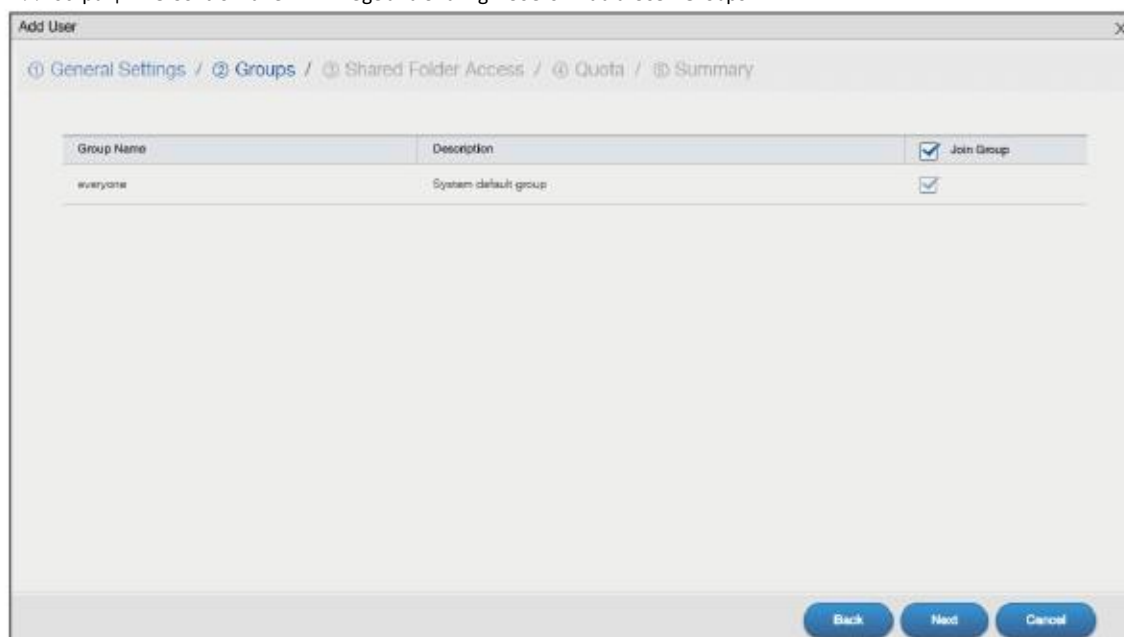 Add User X
① General Settings / ② Groups / ③ Shared Folder Access / ④ Quota / ⑤ Summary
Group Name Description Join Group
everyone System default group
Back Next Cancel